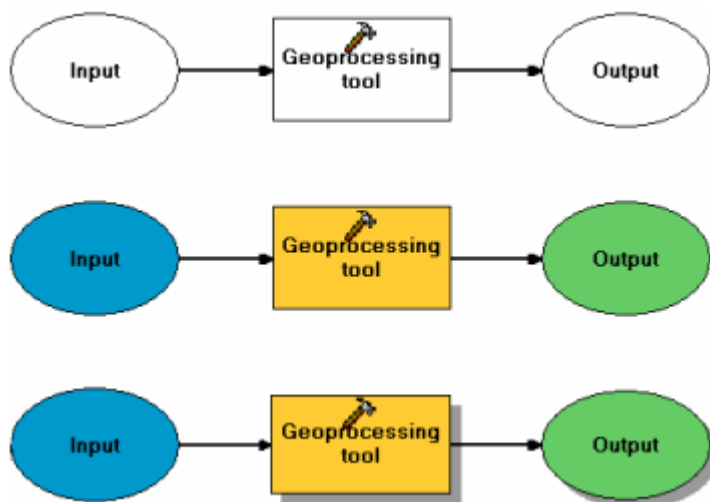 Input
Geoprocessing
tool
Output
Input
Geoprocessing
tool
Output
Input
Geoprocessing
tool
Output